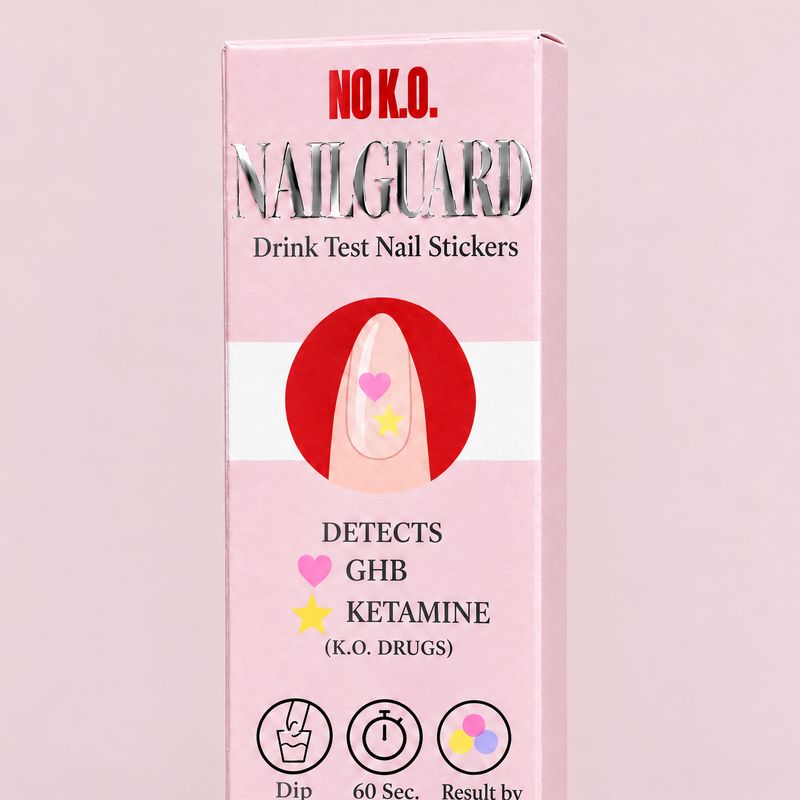 NO K.O.
NAILGUARD
Drink Test Nail Stickers
DETECTS
GHB
KETAMINE
(K.O. DRUGS)
Dip 60 Sec. Result by